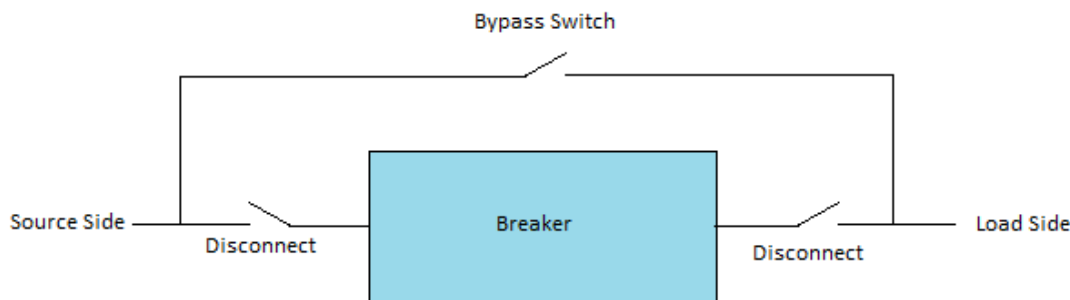 Bypass Switch
Source Side
Disconnect
Breaker
Disconnect
Load Side